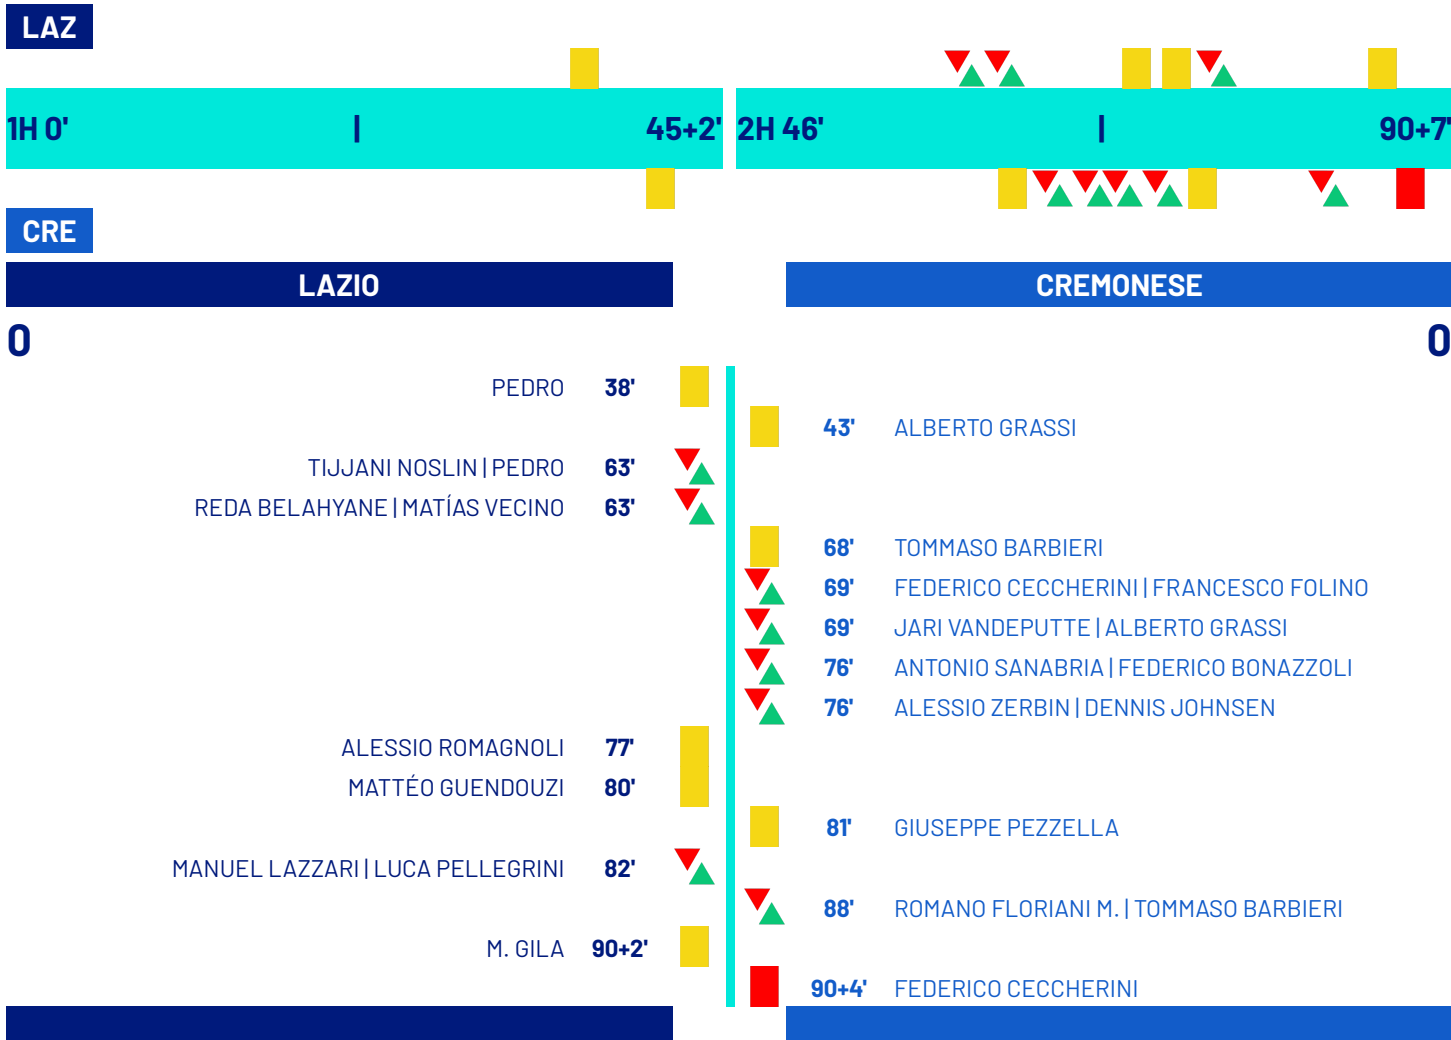 LAZ
1H 0' | 45+2' 2H 46' | 90+7'
CRE
LAZIO CREMONESE
0 0
PEDRO 38'
43' ALBERTO GRASSI
TIJJANI NOSLIN | PEDRO 63'
REDA BELAHYANE | MATÍAS VECINO 63'
68' TOMMASO BARBIERI
69' FEDERICO CECCHERINI | FRANCESCO FOLINO
69' JARI VANDEPUTTE | ALBERTO GRASSI
76' ANTONIO SANABRIA | FEDERICO BONAZZOLI
76' ALESSIO ZERBIN | DENNIS JOHNSEN
ALESSIO ROMAGNOLI 77'
MATTÉO GUENDOUZI 80'
81' GIUSEPPE PEZZELLA
MANUEL LAZZARI | LUCA PELLEGRINI 82'
88' ROMANO FLORIANI M. | TOMMASO BARBIERI
M. GILA 90+2'
90+4' FEDERICO CECCHERINI